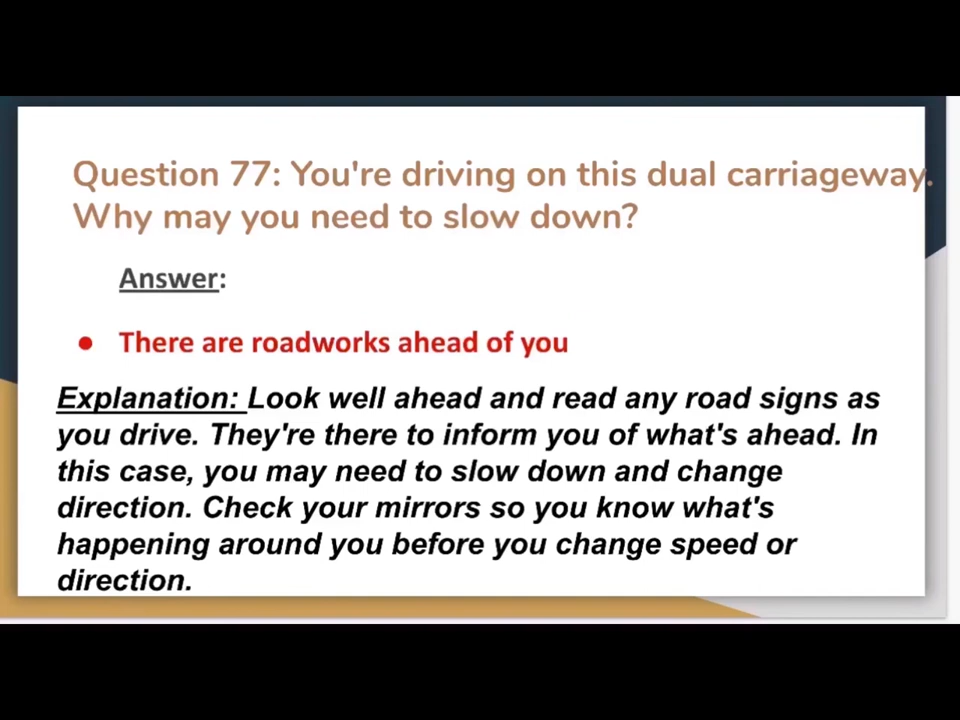 Question 77: You're driving on this dual carriageway.
Why may you need to slow down?
Answer:
● There are roadworks ahead of you
Explanation: Look well ahead and read any road signs as
you drive. They're there to inform you of what's ahead. In
this case, you may need to slow down and change
direction. Check your mirrors so you know what's
happening around you before you change speed or
direction.